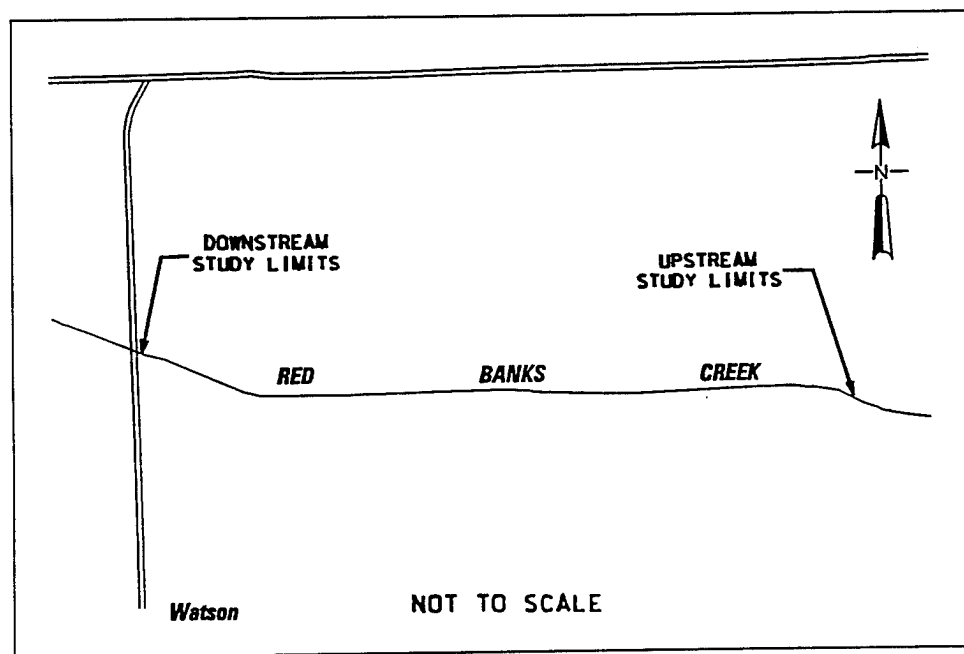 N
DOWNSTREAM
STUDY LIMITS
UPSTREAM
STUDY LIMITS
RED BANKS CREEK
Watson
NOT TO SCALE